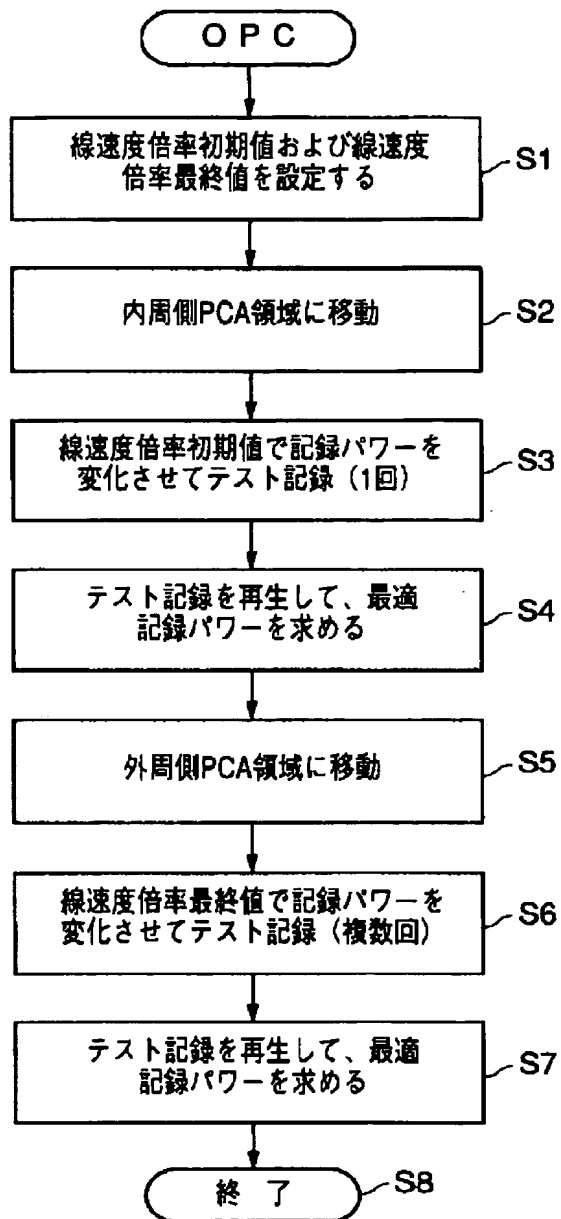 OPC
線速度倍率初期値および線速度
倍率最終値を設定する
S1
内周側PCA領域に移動
S2
線速度倍率初期値で記録パワーを
変化させてテスト記録（1回）
S3
テスト記録を再生して、最適
記録パワーを求める
S4
外周側PCA領域に移動
S5
線速度倍率最終値で記録パワーを
変化させてテスト記録（複数回）
S6
テスト記録を再生して、最適
記録パワーを求める
S7
終了
S8